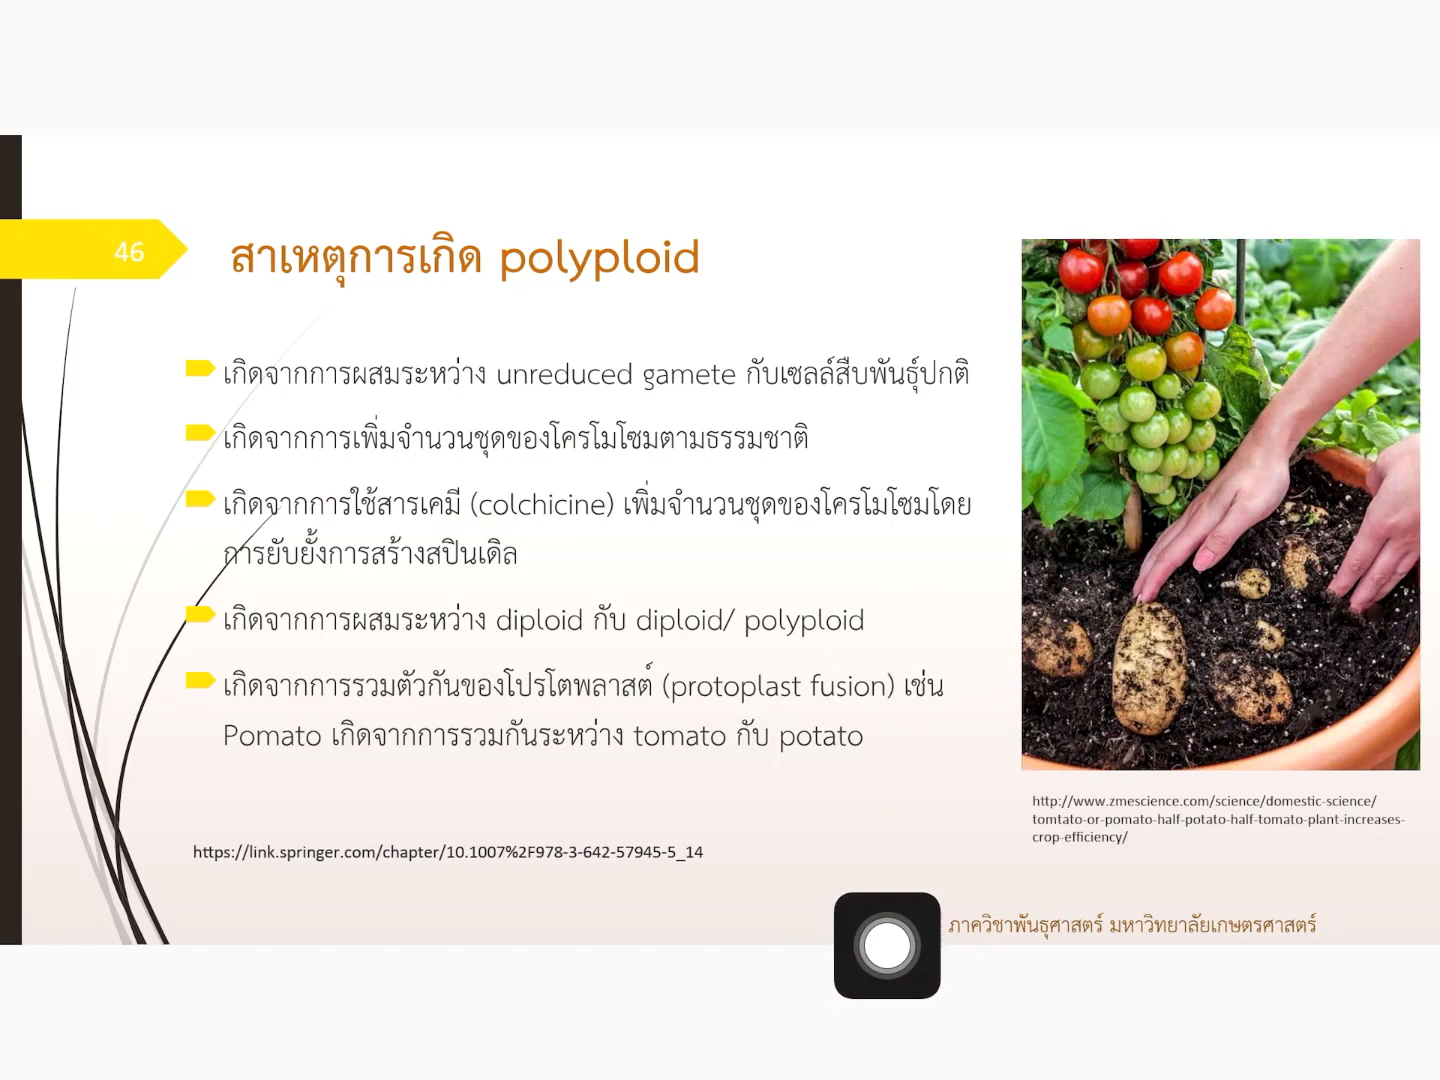 46
สาเหตุการเกิด polyploid
เกิดจากการผสมระหว่าง unreduced gamete กับเซลล์สืบพันธุ์ปกติ
เกิดจากการเพิ่มจำนวนชุดของโครโมโซมตามธรรมชาติ
เกิดจากการใช้สารเคมี (colchicine) เพิ่มจำนวนชุดของโครโมโซมโดย
การยับยั้งการสร้างสปินเดิล
เกิดจากการผสมระหว่าง diploid กับ diploid/ polyploid
เกิดจากการรวมตัวกันของโปรโตพลาสต์ (protoplast fusion) เช่น
Pomato เกิดจากการรวมกันระหว่าง tomato กับ potato
http://www.zmescience.com/science/domestic-science/
tomtato-or-pomato-half-potato-half-tomato-plant-increases-
crop-efficiency/
https://link.springer.com/chapter/10.1007%2F978-3-642-57945-5_14
ภาควิชาพันธุศาสตร์ มหาวิทยาลัยเกษตรศาสตร์